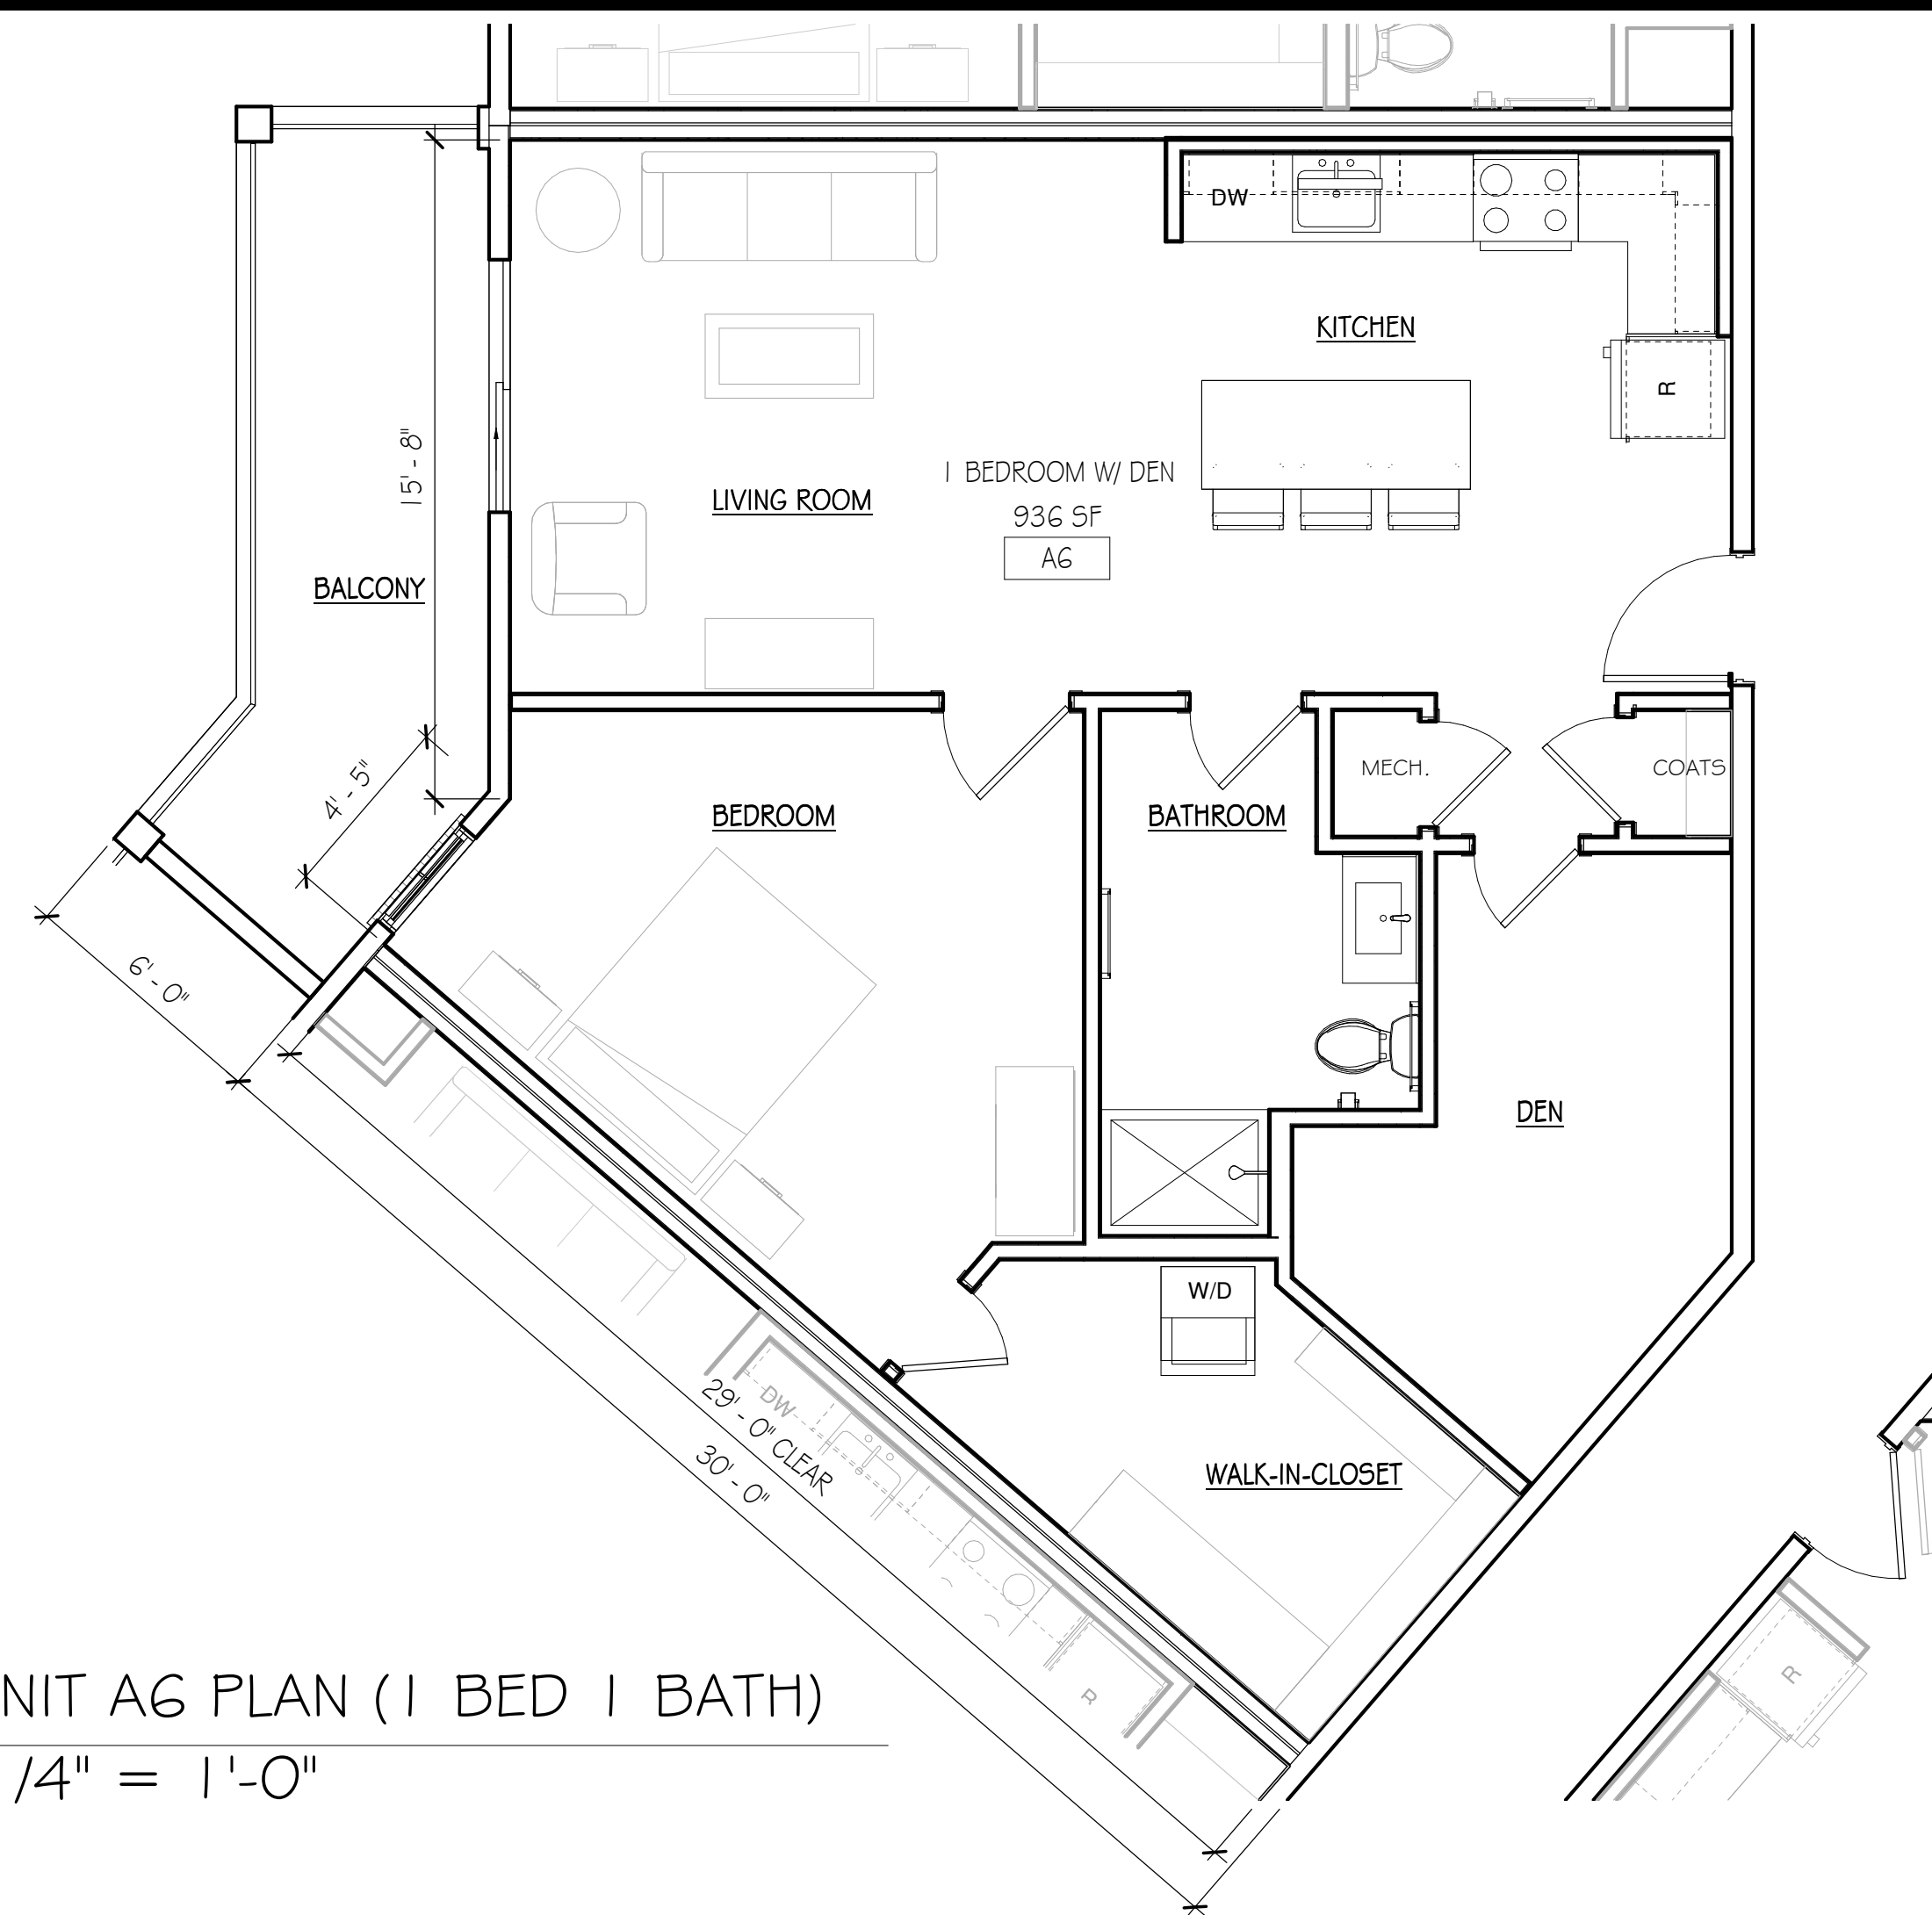 DW
KITCHEN
R
15' - 8"
1 BEDROOM W/ DEN
LIVING ROOM
936 SF
A6
BALCONY
4' - 5"
MECH.
COATS
BEDROOM
BATHROOM
6' - 0"
DEN
W/D
DW
29' - 0" CLEAR
30' - 0"
WALK-IN-CLOSET
R
R
NIT A6 PLAN (1 BED 1 BATH)
/4" = 1'-0"